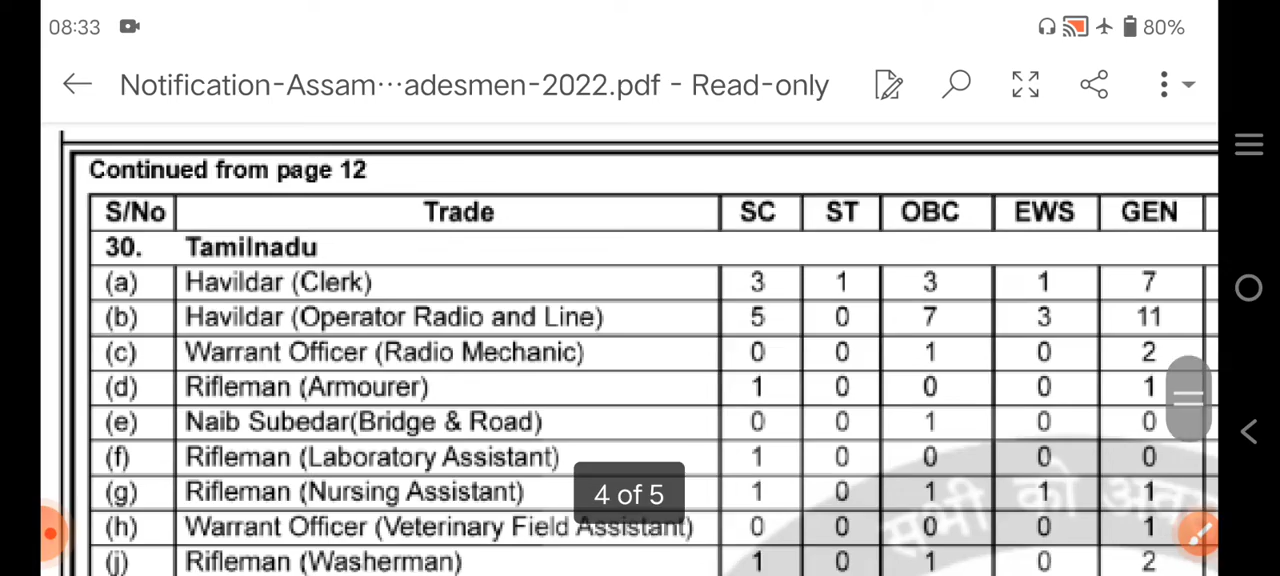 08:33 80%
Notification-Assam···adesmen-2022.pdf - Read-only
Continued from page 12
S/No Trade SC ST OBC EWS GEN
30. Tamilnadu
(a) Havildar (Clerk) 3 1 3 1 7
(b) Havildar (Operator Radio and Line) 5 0 7 3 11
(c) Warrant Officer (Radio Mechanic) 0 0 1 0 2
(d) Rifleman (Armourer) 1 0 0 0 1
(e) Naib Subedar(Bridge & Road) 0 0 1 0 0
(f) Rifleman (Laboratory Assistant) 1 0 0 0 0
(g) Rifleman (Nursing Assistant) 1 0 1 1 1
4 of 5
(h) Warrant Officer (Veterinary Field Assistant) 0 0 0 0 1
(j) Rifleman (Washerman) 1 0 1 0 2
सभी को